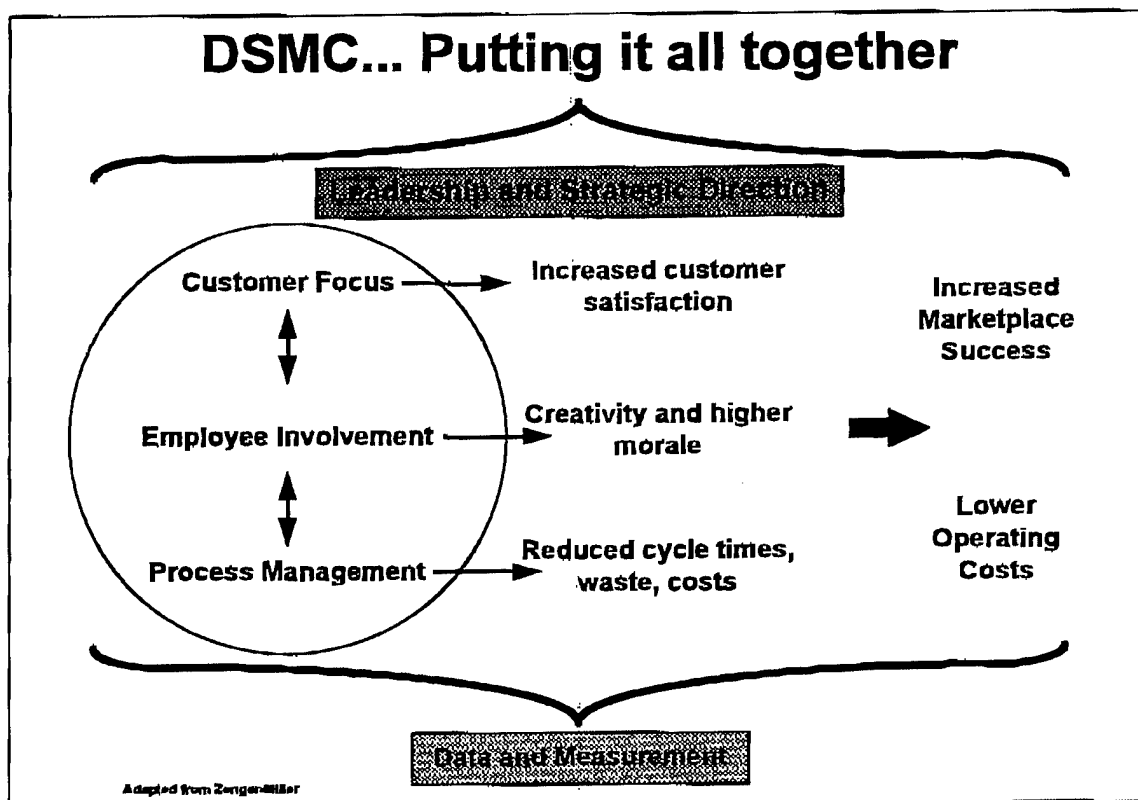 DSMC... Putting it all together
Leadership and Strategic Direction
Customer Focus
Increased customer
satisfaction
Increased
Marketplace
Success
Employee Involvement
Creativity and higher
morale
Process Management
Reduced cycle times,
waste, costs
Lower
Operating
Costs
Data and Measurement
Adapted from Zenger-Miller